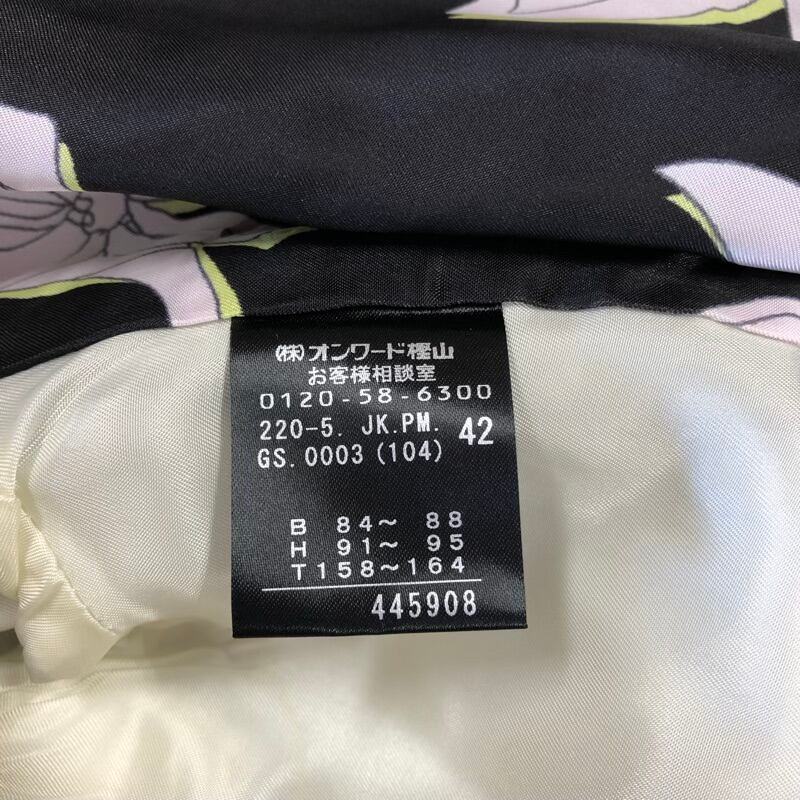 (株)オンワード樫山
お客様相談室
0120-58-6300
220-5. JK.PM. 42
GS.0003(104)
B 84～ 88
H 91～ 95
T158～164
445908